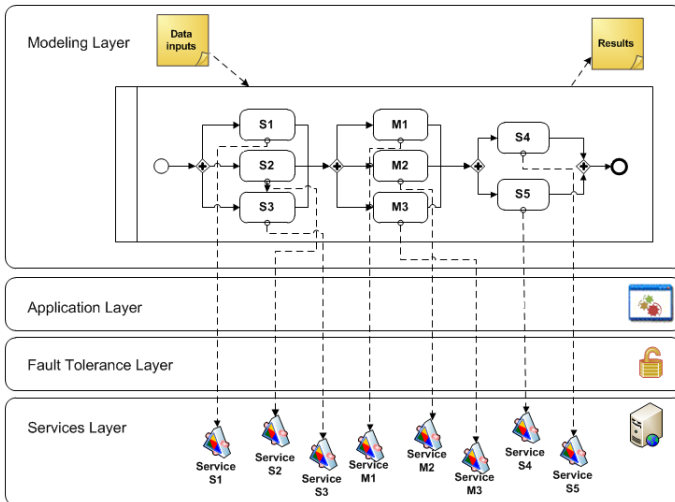 Modeling Layer
Data
inputs
Results
S1
M1
S4
S2
M2
S3
M3
S5
Application Layer
Fault Tolerance Layer
Services Layer
Service
S1
Service
S2
Service
S3
Service
M1
Service
M2
Service
M3
Service
S4
Service
S5